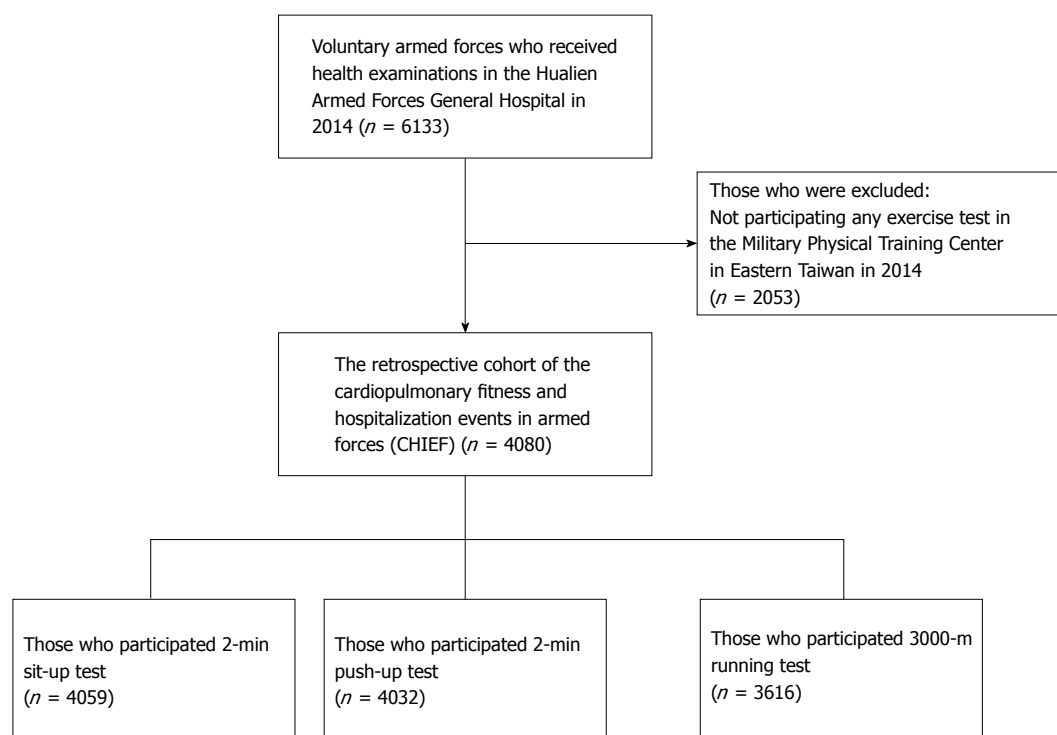 Voluntary armed forces who received
health examinations in the Hualien
Armed Forces General Hospital in
2014 (n = 6133)
Those who were excluded:
Not participating any exercise test in
the Military Physical Training Center
in Eastern Taiwan in 2014
(n = 2053)
The retrospective cohort of the
cardiopulmonary fitness and
hospitalization events in armed
forces (CHIEF) (n = 4080)
Those who participated 2-min
sit-up test
(n = 4059)
Those who participated 2-min
push-up test
(n = 4032)
Those who participated 3000-m
running test
(n = 3616)